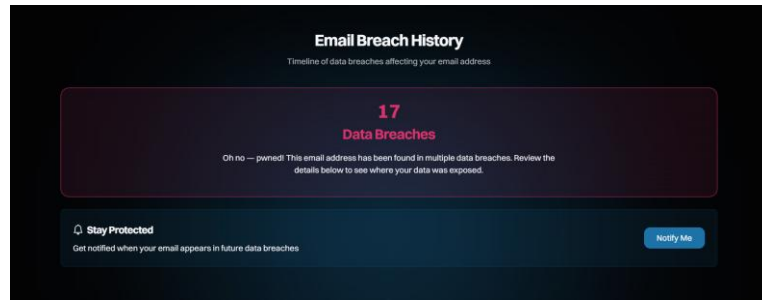 Email Breach History
Timeline of data breaches affecting your email address
17
Data Breaches
Oh no — pwned! This email address has been found in multiple data breaches. Review the
details below to see where your data was exposed.
Stay Protected
Get notified when your email appears in future data breaches
Notify Me